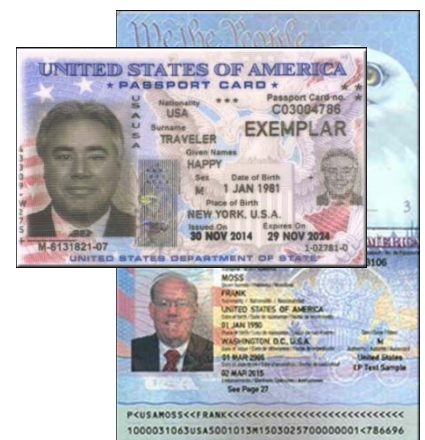 We the People
UNITED STATES OF AMERICA
PASSPORT CARD
Nationality
USA
Passport Card no.
C03004786
USAUSA
Surname
TRAVELER
EXEMPLAR
Given Names
HAPPY
Sex
M
Date of Birth
1 JAN 1981
Place of Birth
NEW YORK, U.S.A.
Issued On
30 NOV 2014
Expires On
29 NOV 2024
M-6131821-07
1-02781-0
UNITED STATES DEPARTMENT OF STATE
3106
MOSS
FRANK
UNITED STATES OF AMERICA
01 JAN 1950
WASHINGTON, D.C., U.S.A.
M
01 MAR 2005
United States
02 MAR 2015
EP Test Sample
See Page 27
USA
P<USAMOSS<<FRANK<<<<<<<<<<<<<<<<<<<<<<<<<<<<
1000031063USA5001013M1503025700000001<786696